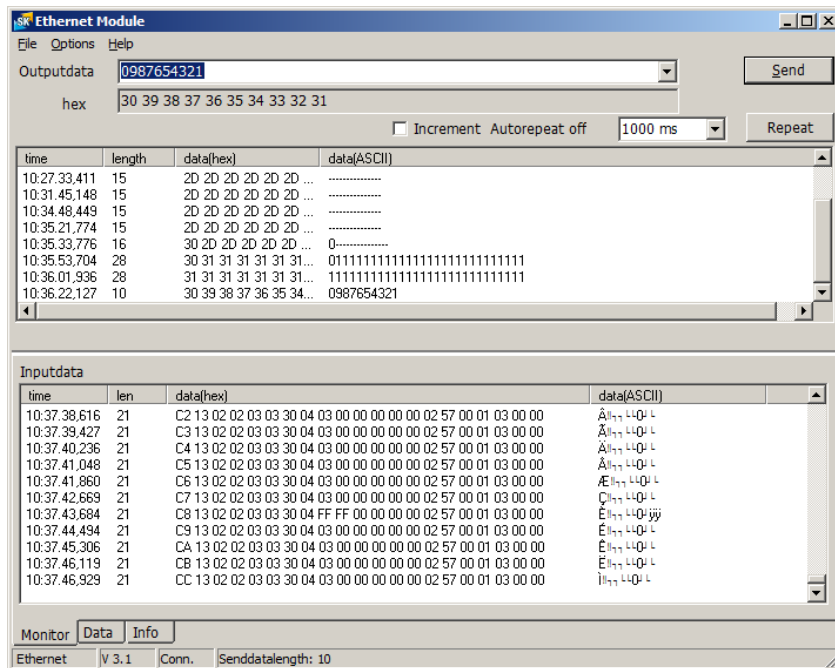 SK Ethernet Module
File Options Help
Outputdata 0987654321 Send
hex 30 39 38 37 36 35 34 33 32 31
Increment Autorepeat off 1000 ms Repeat
time length data(hex) data(ASCII)
10:27.33,411 15 2D 2D 2D 2D 2D 2D ... ---------------
10:31.45,148 15 2D 2D 2D 2D 2D 2D ... ---------------
10:34.48,449 15 2D 2D 2D 2D 2D 2D ... ---------------
10:35.21,774 15 2D 2D 2D 2D 2D 2D ... ---------------
10:35.33,776 16 30 2D 2D 2D 2D 2D ... 0---------------
10:35.53,704 28 30 31 31 31 31 31 31... 0111111111111111111111111111
10:36.01,936 28 31 31 31 31 31 31 31... 1111111111111111111111111111
10:36.22,127 10 30 39 38 37 36 35 34... 0987654321
Inputdata
time len data(hex) data(ASCII)
10:37.38,616 21 C2 13 02 02 03 03 30 04 03 00 00 00 00 00 02 57 00 01 03 00 00 Â‼┐┐└└0┘└
10:37.39,427 21 C3 13 02 02 03 03 30 04 03 00 00 00 00 00 02 57 00 01 03 00 00 Ã‼┐┐└└0┘└
10:37.40,236 21 C4 13 02 02 03 03 30 04 03 00 00 00 00 00 02 57 00 01 03 00 00 Ä‼┐┐└└0┘└
10:37.41,048 21 C5 13 02 02 03 03 30 04 03 00 00 00 00 00 02 57 00 01 03 00 00 Å‼┐┐└└0┘└
10:37.41,860 21 C6 13 02 02 03 03 30 04 03 00 00 00 00 00 02 57 00 01 03 00 00 Æ‼┐┐└└0┘└
10:37.42,669 21 C7 13 02 02 03 03 30 04 03 00 00 00 00 00 02 57 00 01 03 00 00 Ç‼┐┐└└0┘└
10:37.43,684 21 C8 13 02 02 03 03 30 04 FF FF 00 00 00 00 02 57 00 01 03 00 00 È‼┐┐└└0┘ÿÿ
10:37.44,494 21 C9 13 02 02 03 03 30 04 03 00 00 00 00 00 02 57 00 01 03 00 00 É‼┐┐└└0┘└
10:37.45,306 21 CA 13 02 02 03 03 30 04 03 00 00 00 00 00 02 57 00 01 03 00 00 Ê‼┐┐└└0┘└
10:37.46,119 21 CB 13 02 02 03 03 30 04 03 00 00 00 00 00 02 57 00 01 03 00 00 Ë‼┐┐└└0┘└
10:37.46,929 21 CC 13 02 02 03 03 30 04 03 00 00 00 00 00 02 57 00 01 03 00 00 Ì‼┐┐└└0┘└
Monitor Data Info
Ethernet V 3.1 Conn. Senddatalength: 10